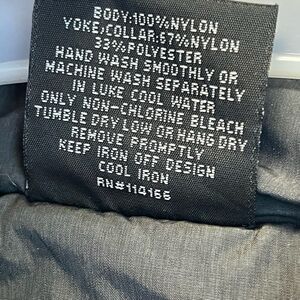 BODY:100%NYLON
YOKE/COLLAR:67%NYLON
33%POLYESTER
HAND WASH SMOOTHLY OR
MACHINE WASH SEPARATELY
IN LUKE COOL WATER
ONLY NON-CHLORINE BLEACH
TUMBLE DRY LOW OR HANG DRY
REMOVE PROMPTLY
KEEP IRON OFF DESIGN
COOL IRON
RN#114166